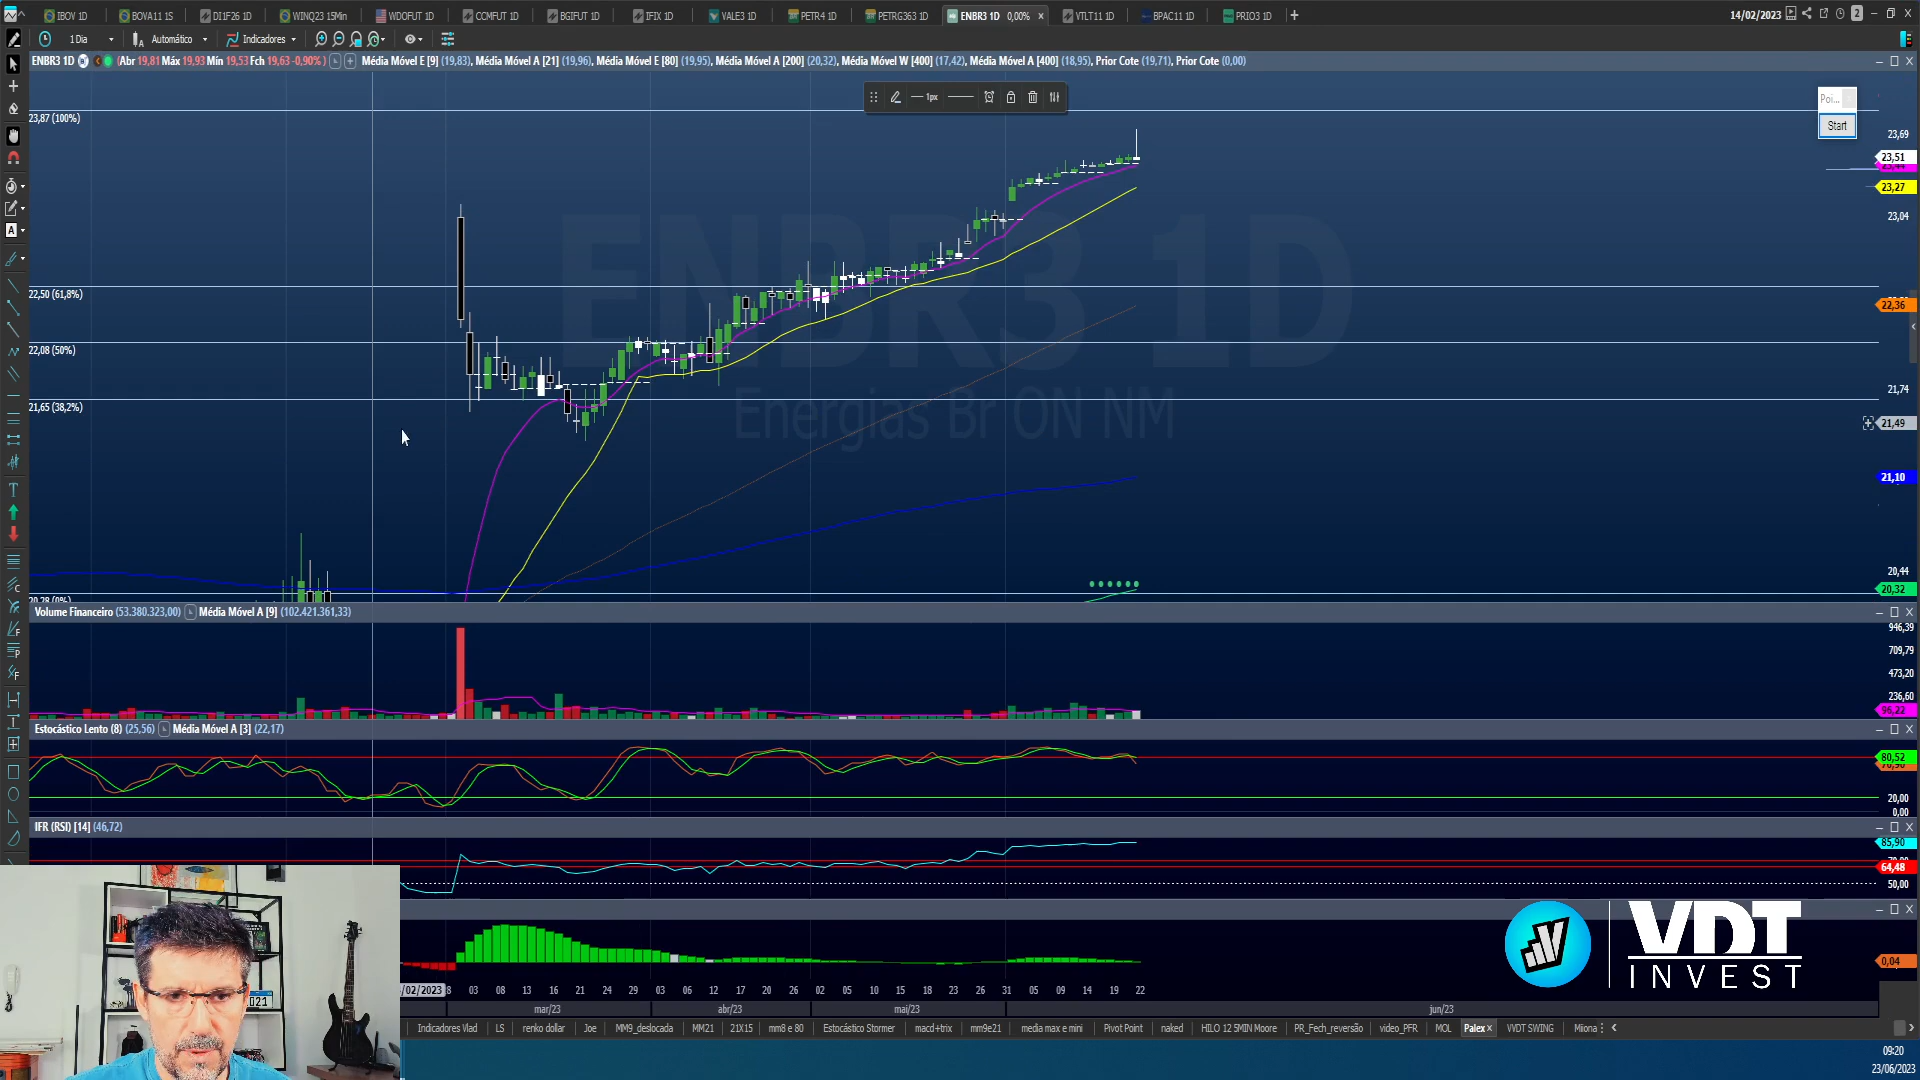 IBOV 1D
BOVA11 1S
DI1F26 1D
WINQ23 15Min
WDOFUT 1D
CCMFUT 1D
BGIFUT 1D
IFIX 1D
VALE3 1D
PETR4 1D
PETRG363 1D
ENBR3 1D 0,00% x
VTLT11 1D
BPAC11 1D
PRIO3 1D
+
14/02/2023
2
1Dia
Automático
Indicadores
ENBR3 1D (Abr 19,81 Máx 19,93 Mín 19,53 Fch 19,63 -0,90% ) Média Móvel E [9] (19,83), Média Móvel A [21] (19,96), Média Móvel E [80] (19,95), Média Móvel A [200] (20,32), Média Móvel W [400] (17,42), Média Móvel A [400] (18,95), Prior Cote (19,71), Prior Cote (0,00)
1px
Poi...
Start
23,87 (100%)
22,50 (61,8%)
22,08 (50%)
21,65 (38,2%)
ENBR3 1D
Energias Br ON NM
23,69
23,51
23,27
23,04
22,36
21,74
21,49
21,10
20,44
20,32
Volume Financeiro (53.380.323,00) Média Móvel A [9] (102.421.361,33)
946,39
709,79
473,20
236,60
96,22
Estocástico Lento (8) (25,56) Média Móvel A [3] (22,17)
80,52
20,00
0,00
IFR (RSI) [14] (46,72)
85,90
64,48
50,00
VDT
INVEST
0,04
/02/2023 8 03 08 13 16 21 24 29 03 06 12 17 20 26 02 05 10 15 18 23 26 31 05 09 14 19 22
mar/23 abr/23 mai/23 jun/23
Indicadores Vlad LS renko dollar Joe MM9_deslocada MM21 21X15 mm8 e 80 Estocástico Stormer macd+trix mm9e21 media max e mini Pivot Point naked HILO 12 5MIN Moore PR_Fech_reversão video_PFR MOL Palex x VVDT SWING Miiona
09:20
23/06/2023